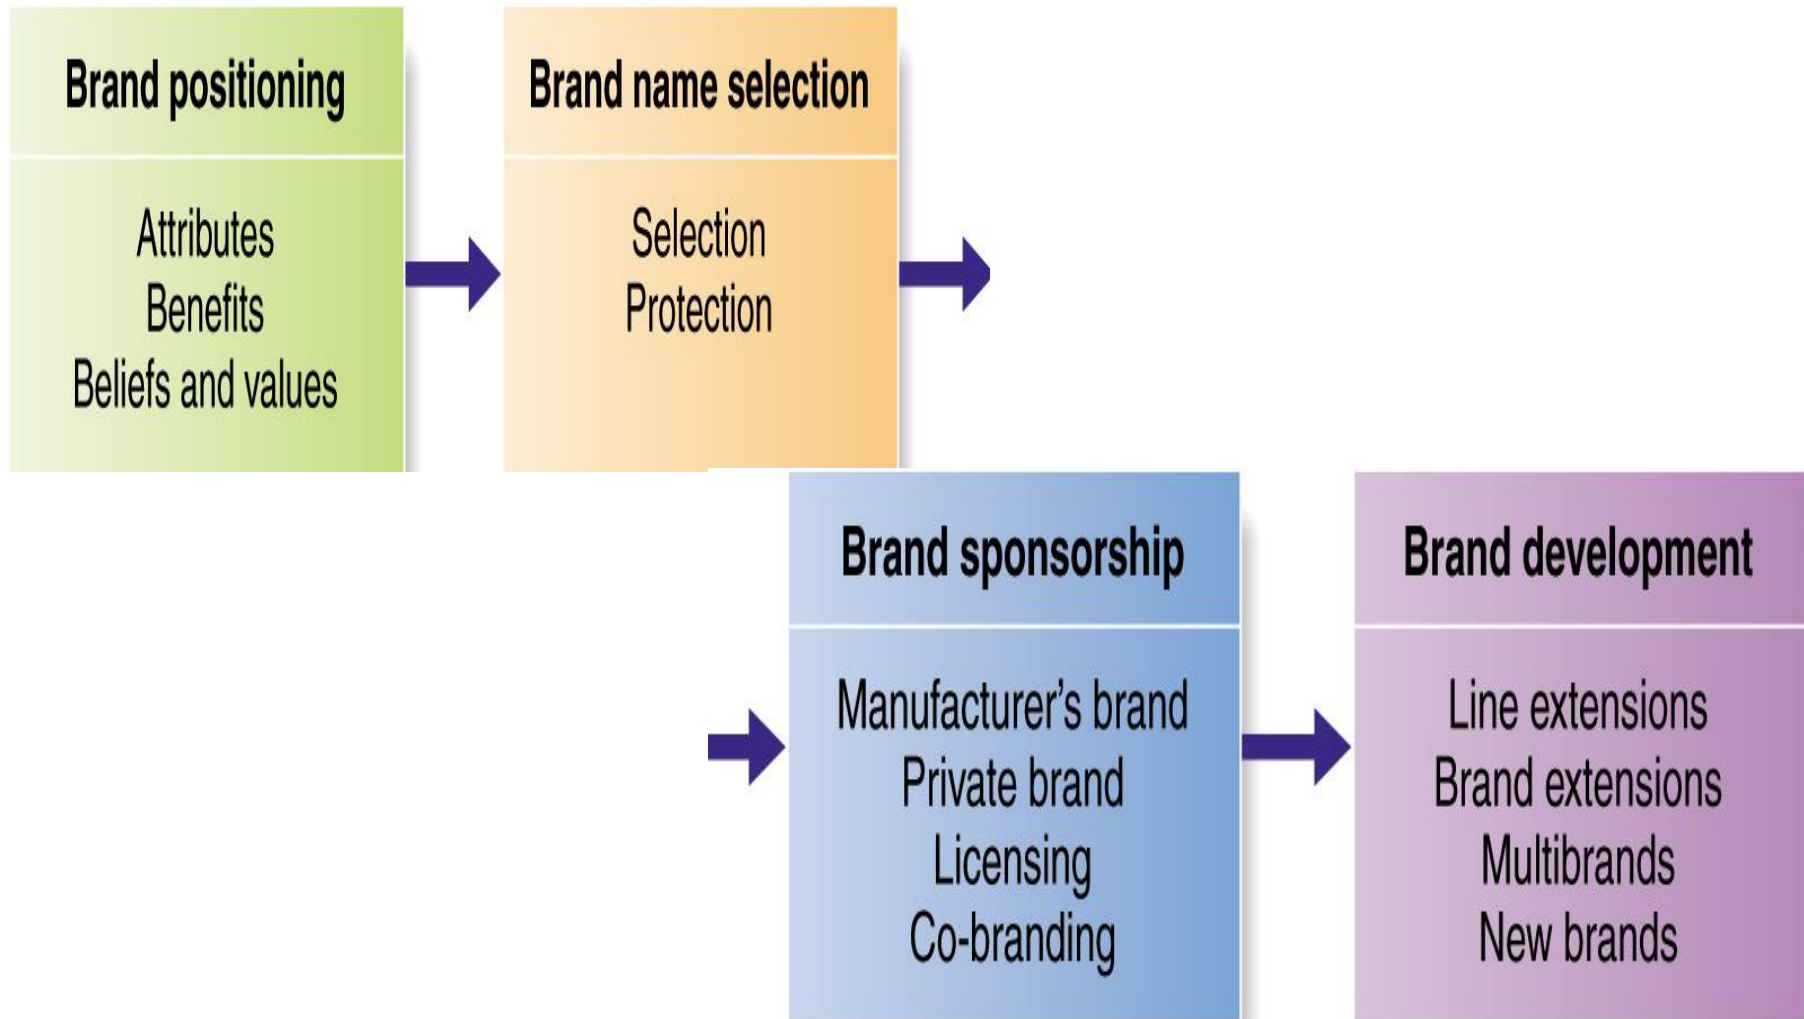 Brand positioning
Attributes
Benefits
Beliefs and values
Brand name selection
Selection
Protection
Brand sponsorship
Manufacturer’s brand
Private brand
Licensing
Co-branding
Brand development
Line extensions
Brand extensions
Multibrands
New brands